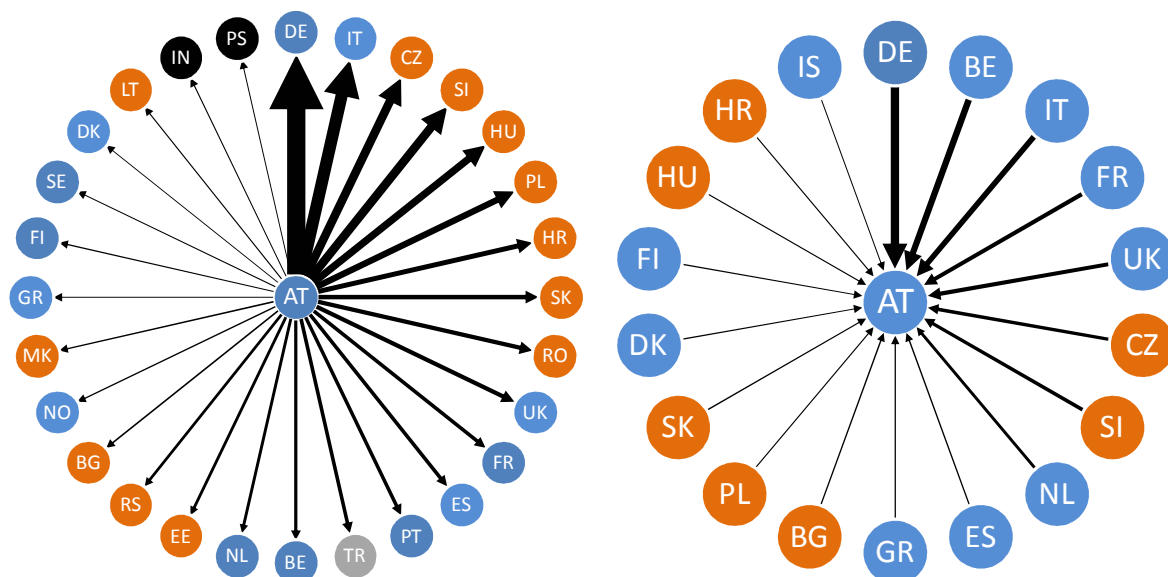 DE
IT
CZ
SI
HU
PL
HR
SK
RO
UK
FR
ES
PT
TR
BE
NL
EE
RS
BG
NO
MK
GR
FI
SE
DK
LT
IN
PS
AT
DE
BE
IT
FR
UK
CZ
SI
NL
ES
GR
BG
PL
SK
DK
FI
HU
HR
IS
AT